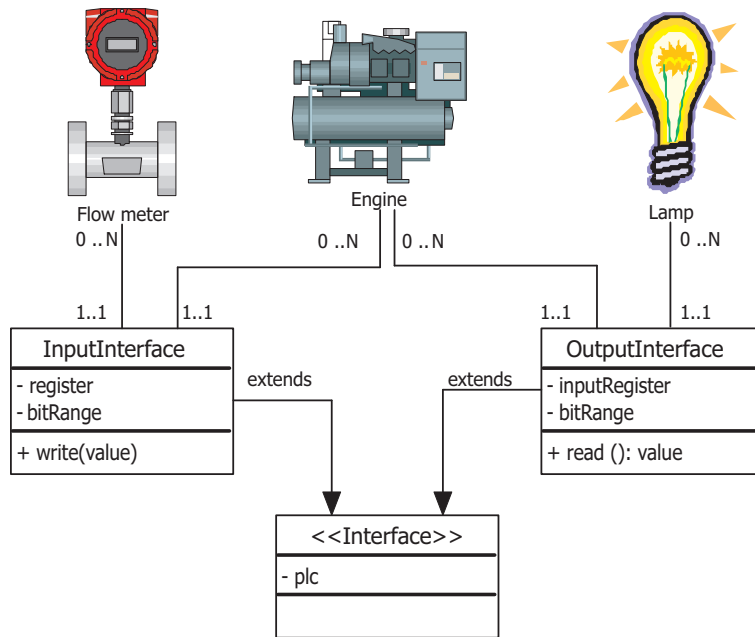 Flow meter
Engine
Lamp
0 ..N
0 ..N
0 ..N
0 ..N
1..1
1..1
1..1
1..1
InputInterface
- register
- bitRange
+ write(value)
extends
extends
OutputInterface
- inputRegister
- bitRange
+ read (): value
<<Interface>>
- plc